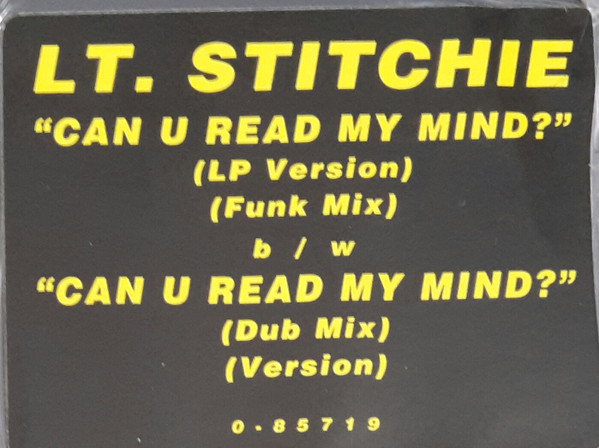 LT. STITCHIE
“CAN U READ MY MIND?”
(LP Version)
(Funk Mix)
b / w
“CAN U READ MY MIND?”
(Dub Mix)
(Version)
0-85719